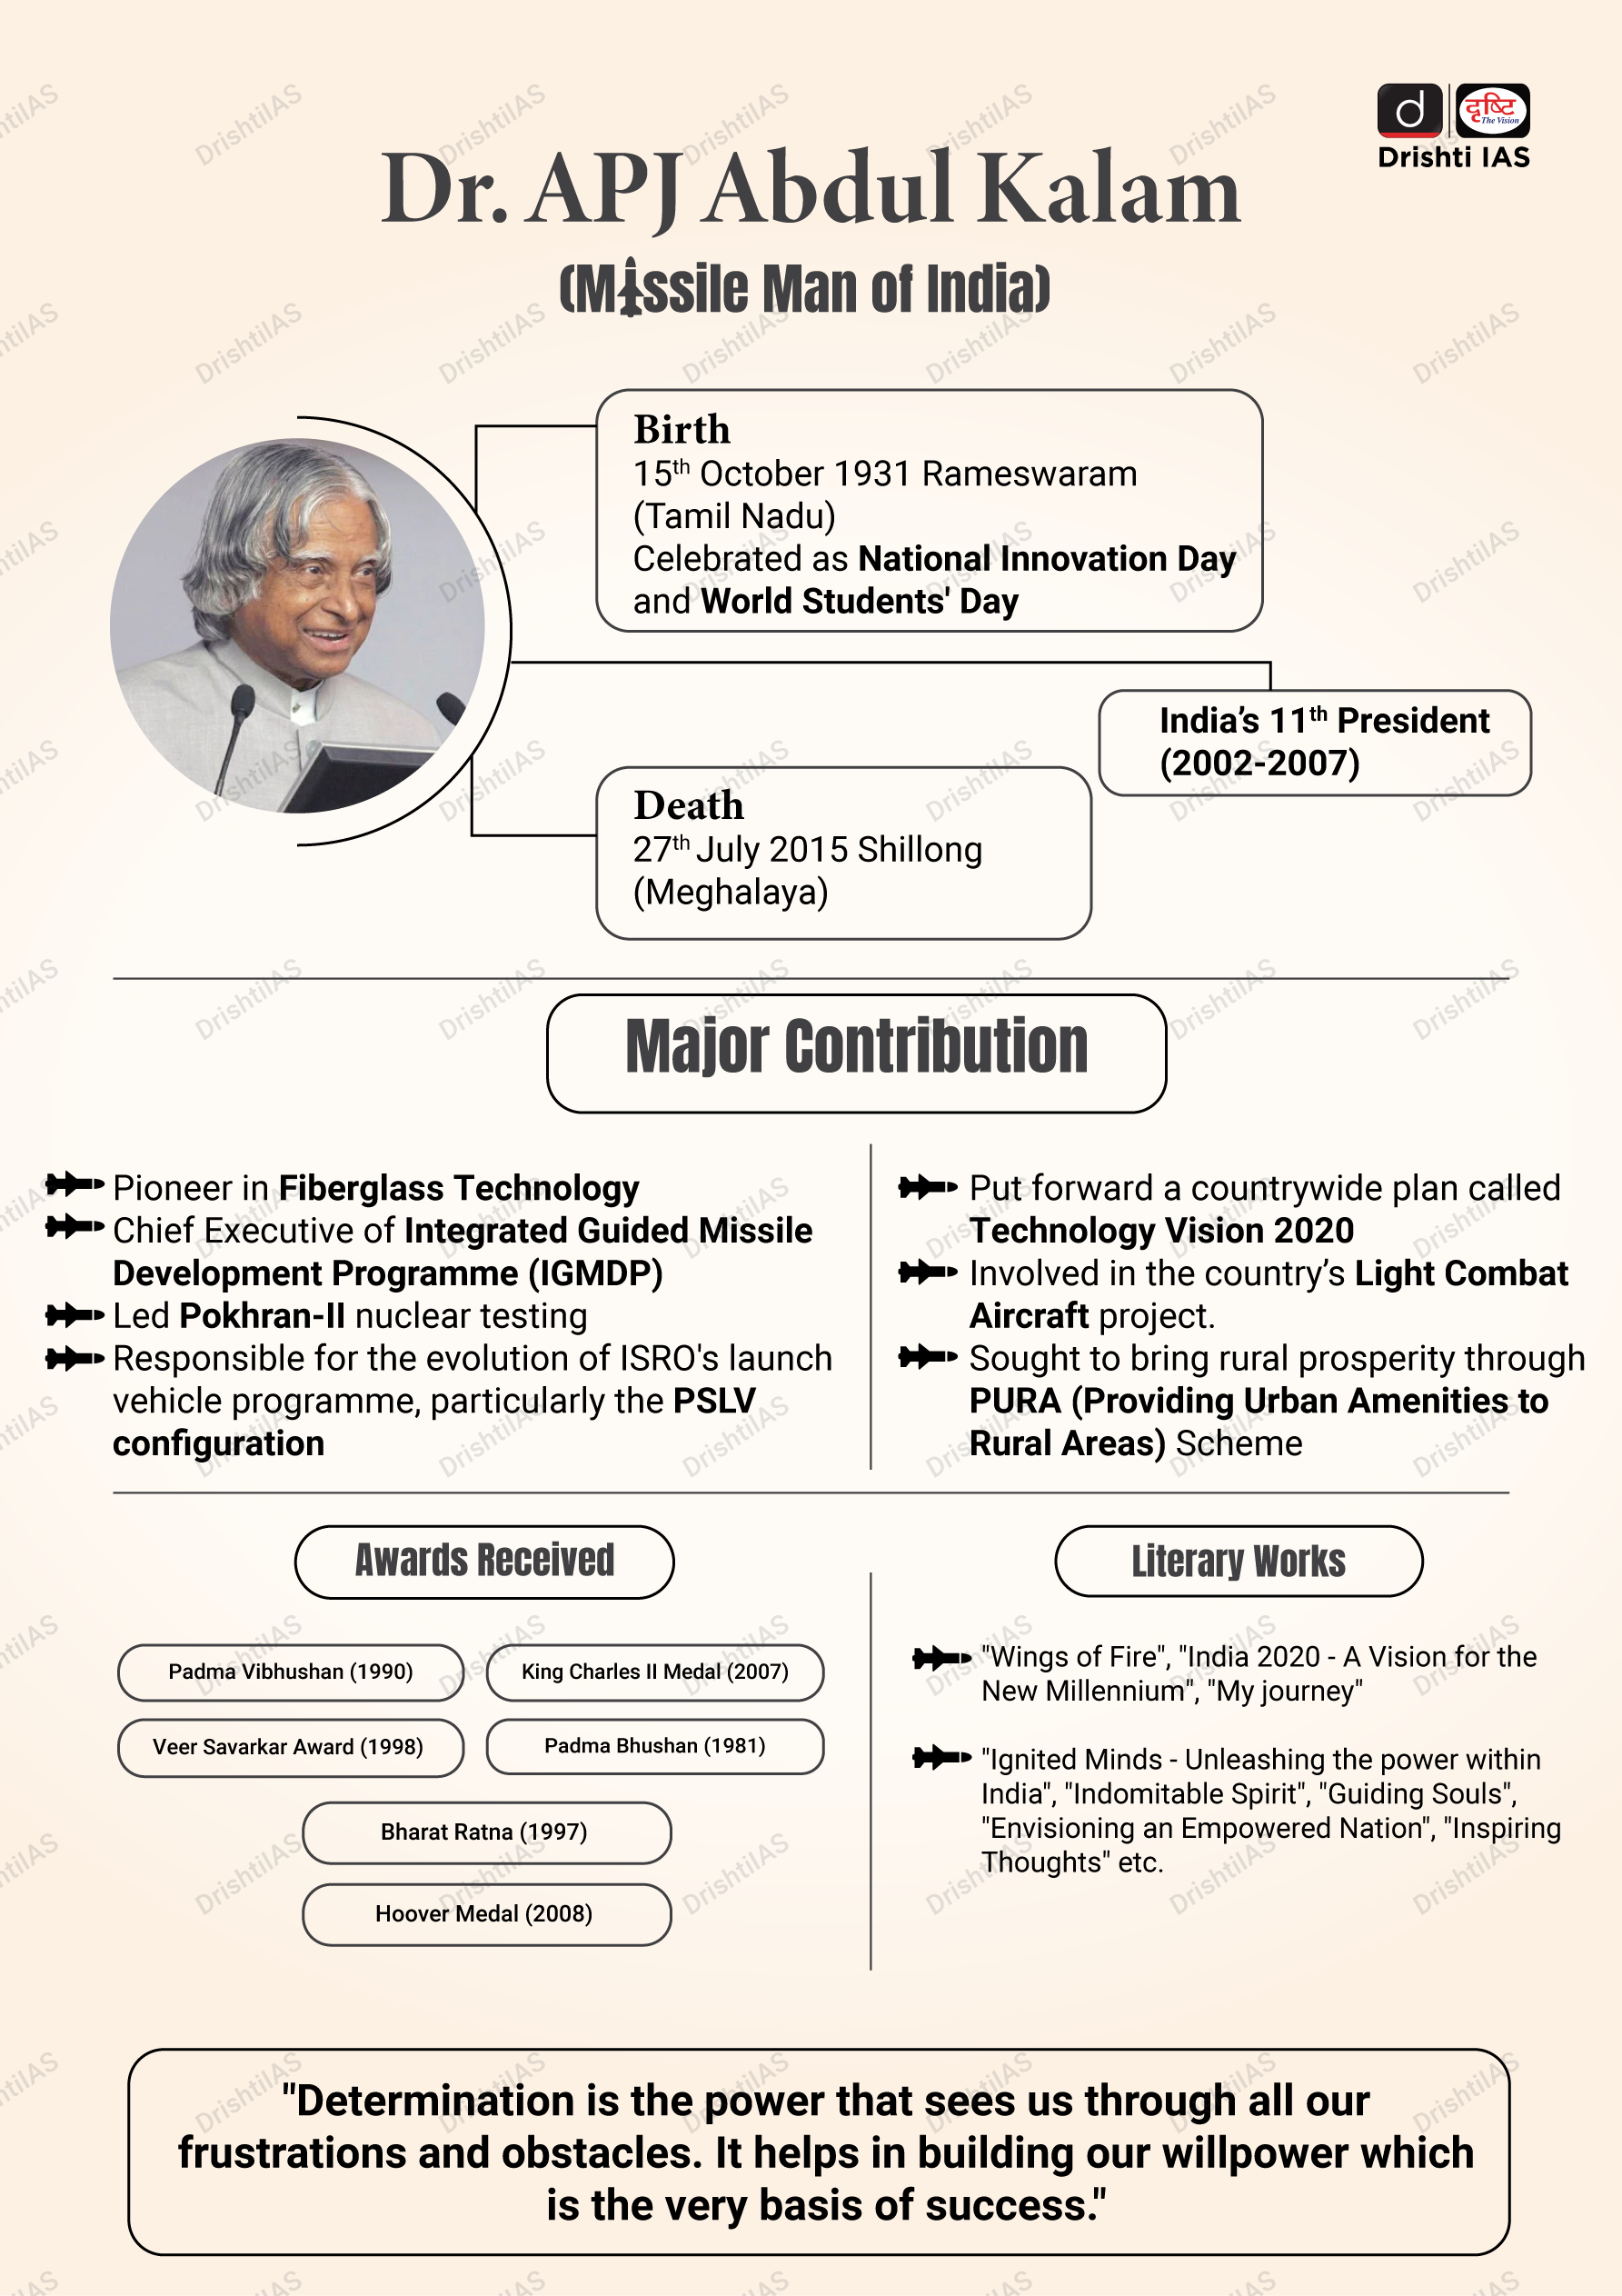 दृष्टि
The Vision
Drishti IAS
Dr. APJ Abdul Kalam
(Missile Man of India)
Birth
15th October 1931 Rameswaram
(Tamil Nadu)
Celebrated as National Innovation Day
and World Students' Day
India’s 11th President
(2002-2007)
Death
27th July 2015 Shillong
(Meghalaya)
Major Contribution
Pioneer in Fiberglass Technology
Chief Executive of Integrated Guided Missile
Development Programme (IGMDP)
Led Pokhran-II nuclear testing
Responsible for the evolution of ISRO's launch
vehicle programme, particularly the PSLV
configuration
Put forward a countrywide plan called
Technology Vision 2020
Involved in the country’s Light Combat
Aircraft project.
Sought to bring rural prosperity through
PURA (Providing Urban Amenities to
Rural Areas) Scheme
Awards Received
Padma Vibhushan (1990)
King Charles II Medal (2007)
Veer Savarkar Award (1998)
Padma Bhushan (1981)
Bharat Ratna (1997)
Hoover Medal (2008)
Literary Works
"Wings of Fire", "India 2020 - A Vision for the
New Millennium", "My journey"
"Ignited Minds - Unleashing the power within
India", "Indomitable Spirit", "Guiding Souls",
"Envisioning an Empowered Nation", "Inspiring
Thoughts" etc.
"Determination is the power that sees us through all our
frustrations and obstacles. It helps in building our willpower which
is the very basis of success."
DrishtiIAS